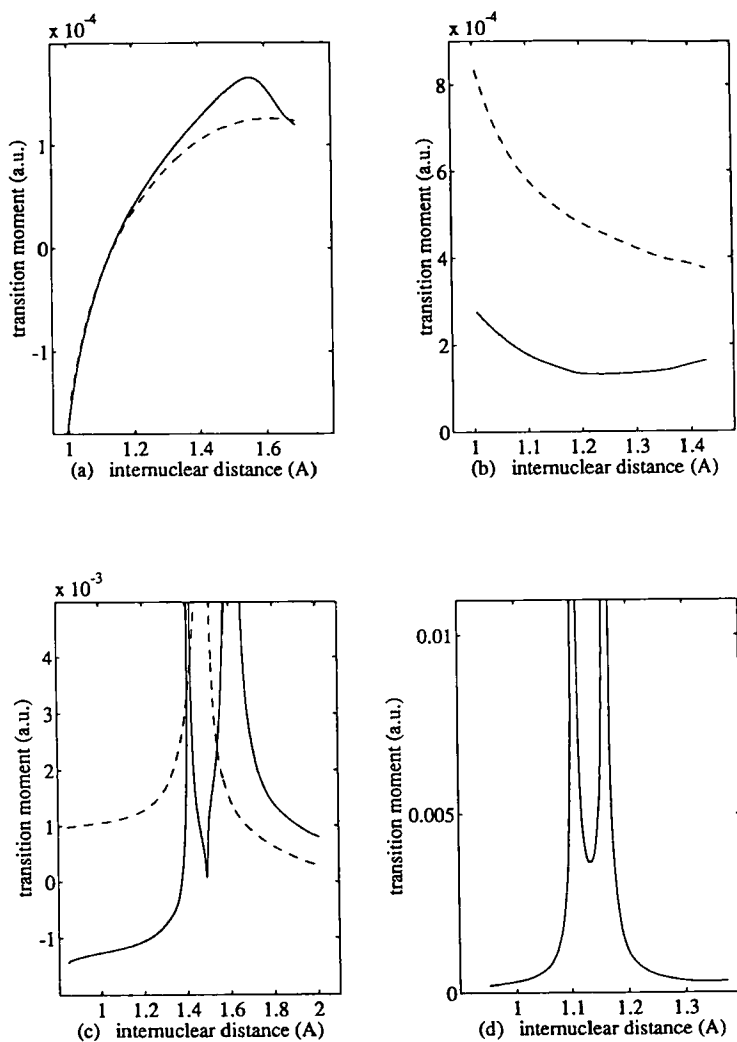 x 10⁻⁴
1
0
-1
transition moment (a.u.)
1 1.2 1.4 1.6
(a) internuclear distance (A)
x 10⁻⁴
8
6
4
2
0
transition moment (a.u.)
1 1.1 1.2 1.3 1.4
(b) internuclear distance (A)
x 10⁻³
4
3
2
1
0
-1
transition moment (a.u.)
1 1.2 1.4 1.6 1.8 2
(c) internuclear distance (A)
0.01
0.005
0
transition moment (a.u.)
1 1.1 1.2 1.3
(d) internuclear distance (A)